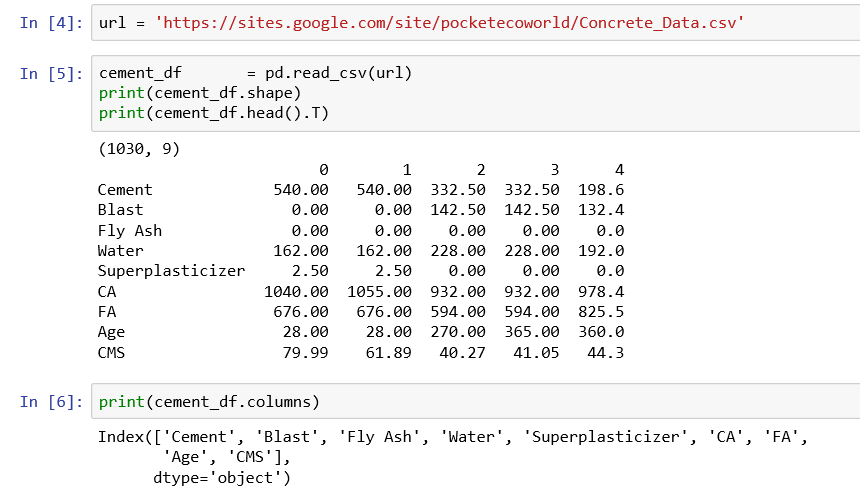 In [4]: url = 'https://sites.google.com/site/pocketecoworld/Concrete_Data.csv'
In [5]: cement_df       = pd.read_csv(url)
print(cement_df.shape)
print(cement_df.head().T)
(1030, 9)
                        0        1       2       3      4
Cement             540.00   540.00  332.50  332.50  198.6
Blast                0.00     0.00  142.50  142.50  132.4
Fly Ash              0.00     0.00    0.00    0.00    0.0
Water              162.00   162.00  228.00  228.00  192.0
Superplasticizer     2.50     2.50    0.00    0.00    0.0
CA                1040.00  1055.00  932.00  932.00  978.4
FA                 676.00   676.00  594.00  594.00  825.5
Age                 28.00    28.00  270.00  365.00  360.0
CMS                 79.99    61.89   40.27   41.05   44.3
In [6]: print(cement_df.columns)
Index(['Cement', 'Blast', 'Fly Ash', 'Water', 'Superplasticizer', 'CA', 'FA',
       'Age', 'CMS'],
      dtype='object')